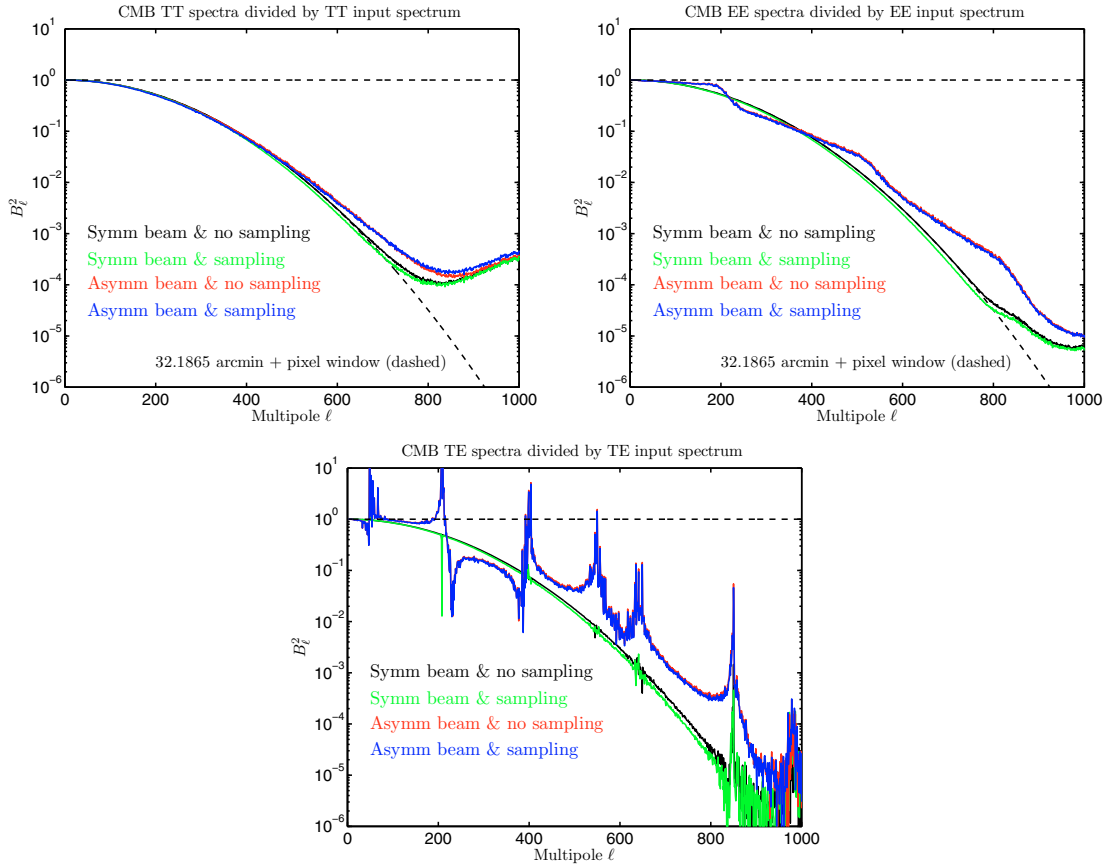 CMB TT spectra divided by TT input spectrum
10^1
10^0
10^-1
10^-2
10^-3
10^-4
10^-5
10^-6
B_ℓ^2
Symm beam & no sampling
Symm beam & sampling
Asymm beam & no sampling
Asymm beam & sampling
32.1865 arcmin + pixel window (dashed)
0 200 400 600 800 1000
Multipole ℓ
CMB EE spectra divided by EE input spectrum
10^1
10^0
10^-1
10^-2
10^-3
10^-4
10^-5
10^-6
B_ℓ^2
Symm beam & no sampling
Symm beam & sampling
Asymm beam & no sampling
Asymm beam & sampling
32.1865 arcmin + pixel window (dashed)
0 200 400 600 800 1000
Multipole ℓ
CMB TE spectra divided by TE input spectrum
10^1
10^0
10^-1
10^-2
10^-3
10^-4
10^-5
10^-6
B_ℓ^2
Symm beam & no sampling
Symm beam & sampling
Asymm beam & no sampling
Asymm beam & sampling
0 200 400 600 800 1000
Multipole ℓ